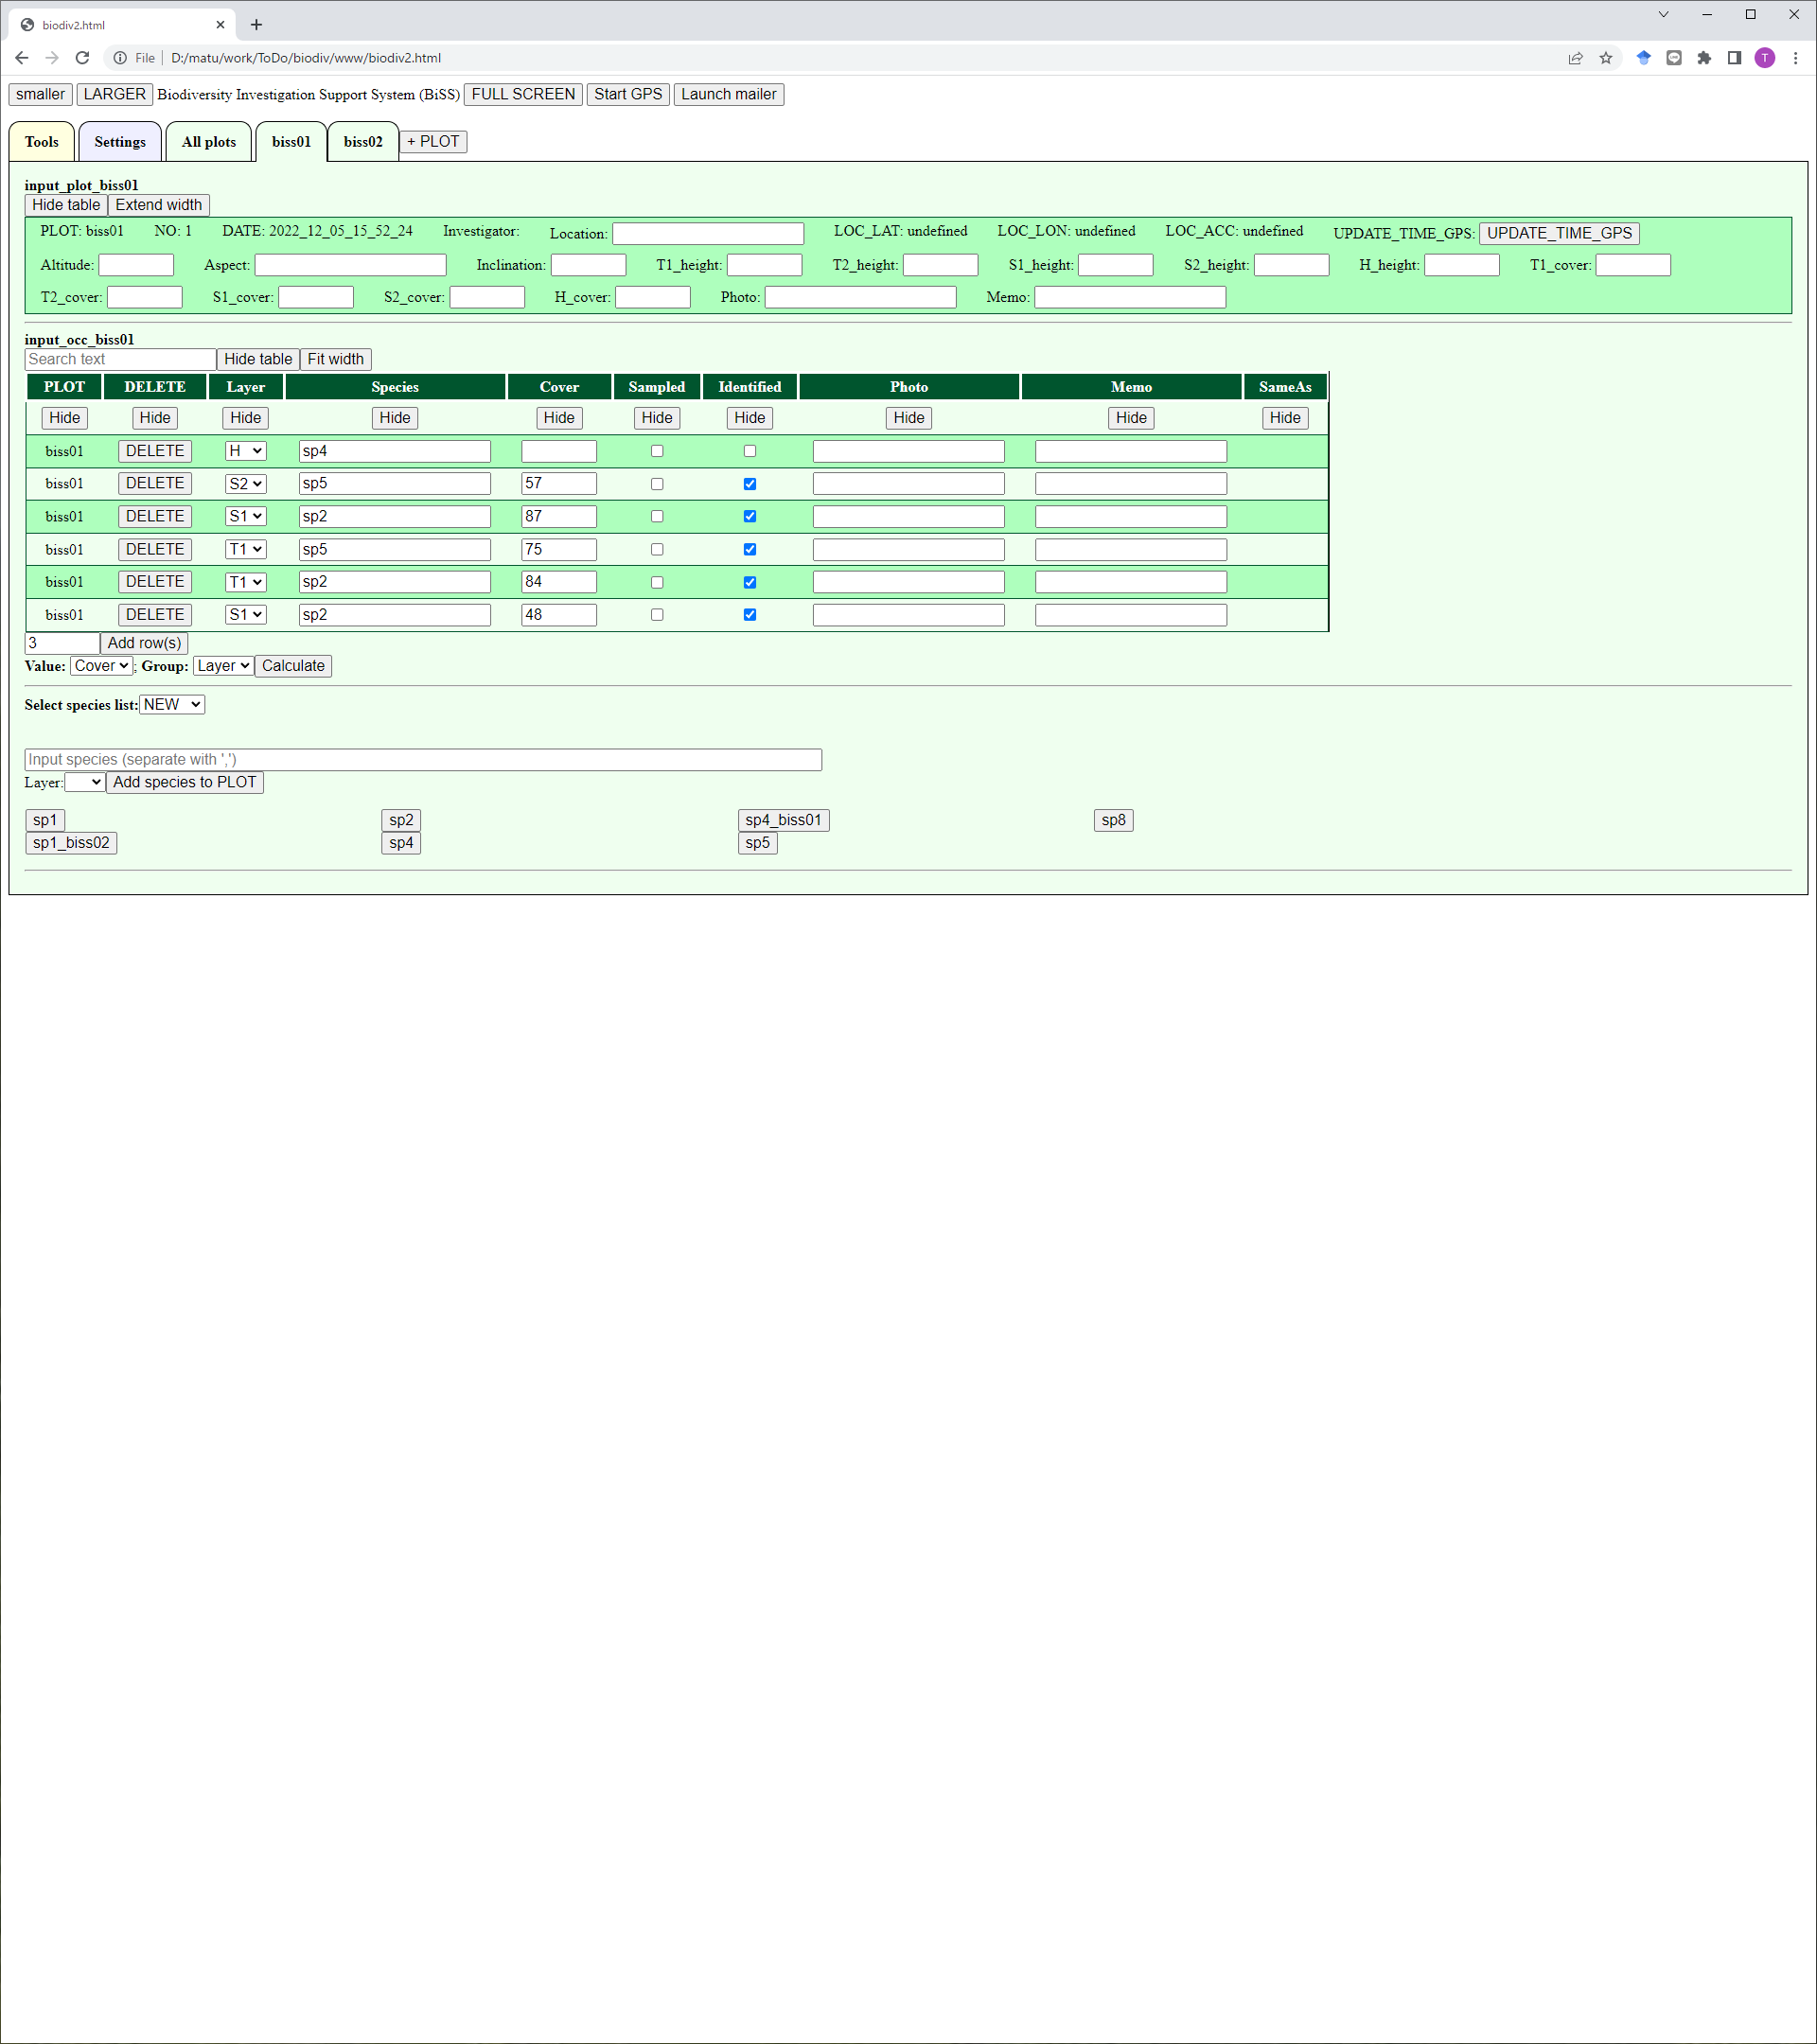 biodiv2.html
File D:/matu/work/ToDo/biodiv/www/biodiv2.html T
smaller LARGER Biodiversity Investigation Support System (BiSS) FULL SCREEN Start GPS Launch mailer
Tools Settings All plots biss01 biss02 + PLOT
input_plot_biss01
Hide table Extend width
PLOT: biss01 NO: 1 DATE: 2022_12_05_15_52_24 Investigator: Location: LOC_LAT: undefined LOC_LON: undefined LOC_ACC: undefined UPDATE_TIME_GPS: UPDATE_TIME_GPS
Altitude: Aspect: Inclination: T1_height: T2_height: S1_height: S2_height: H_height: T1_cover:
T2_cover: S1_cover: S2_cover: H_cover: Photo: Memo:
input_occ_biss01
Search text Hide table Fit width
PLOT DELETE Layer Species Cover Sampled Identified Photo Memo SameAs
Hide Hide Hide Hide Hide Hide Hide Hide Hide Hide
biss01 DELETE H sp4
biss01 DELETE S2 sp5 57
biss01 DELETE S1 sp2 87
biss01 DELETE T1 sp5 75
biss01 DELETE T1 sp2 84
biss01 DELETE S1 sp2 48
3 Add row(s)
Value: Cover ; Group: Layer Calculate
Select species list: NEW
Input species (separate with ',')
Layer: Add species to PLOT
sp1 sp2 sp4_biss01 sp8
sp1_biss02 sp4 sp5